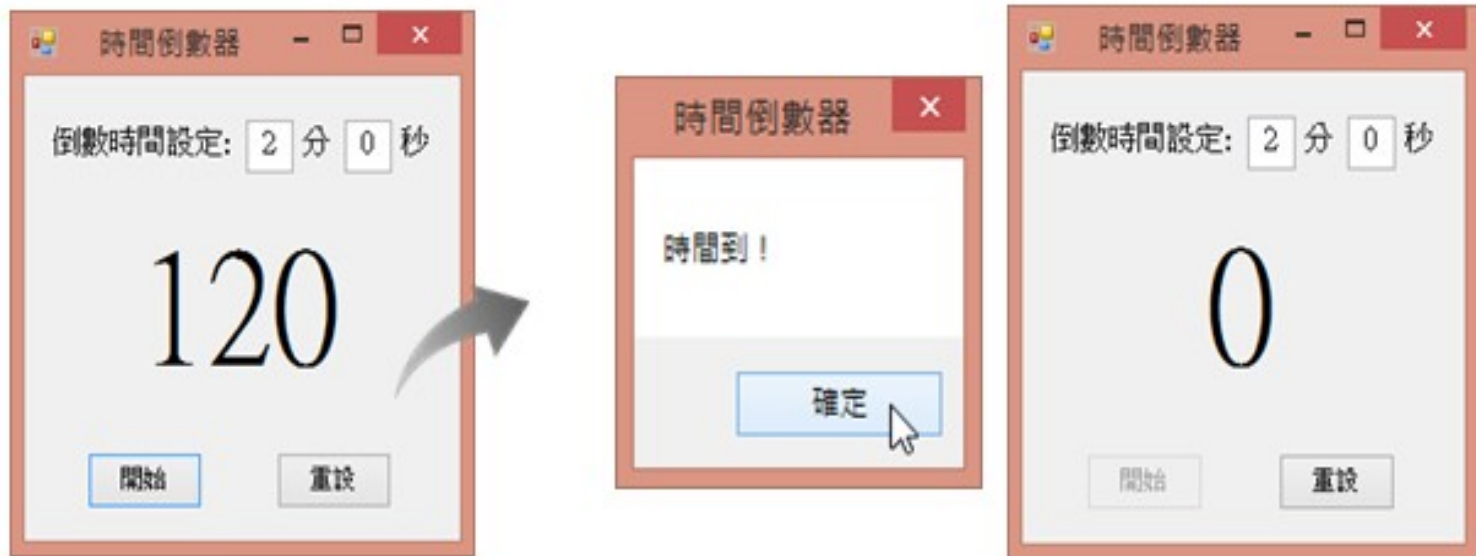 時間倒數器
倒數時間設定: 2 分 0 秒
120
開始 重設
時間倒數器
時間到！
確定
時間倒數器
倒數時間設定: 2 分 0 秒
0
開始 重設